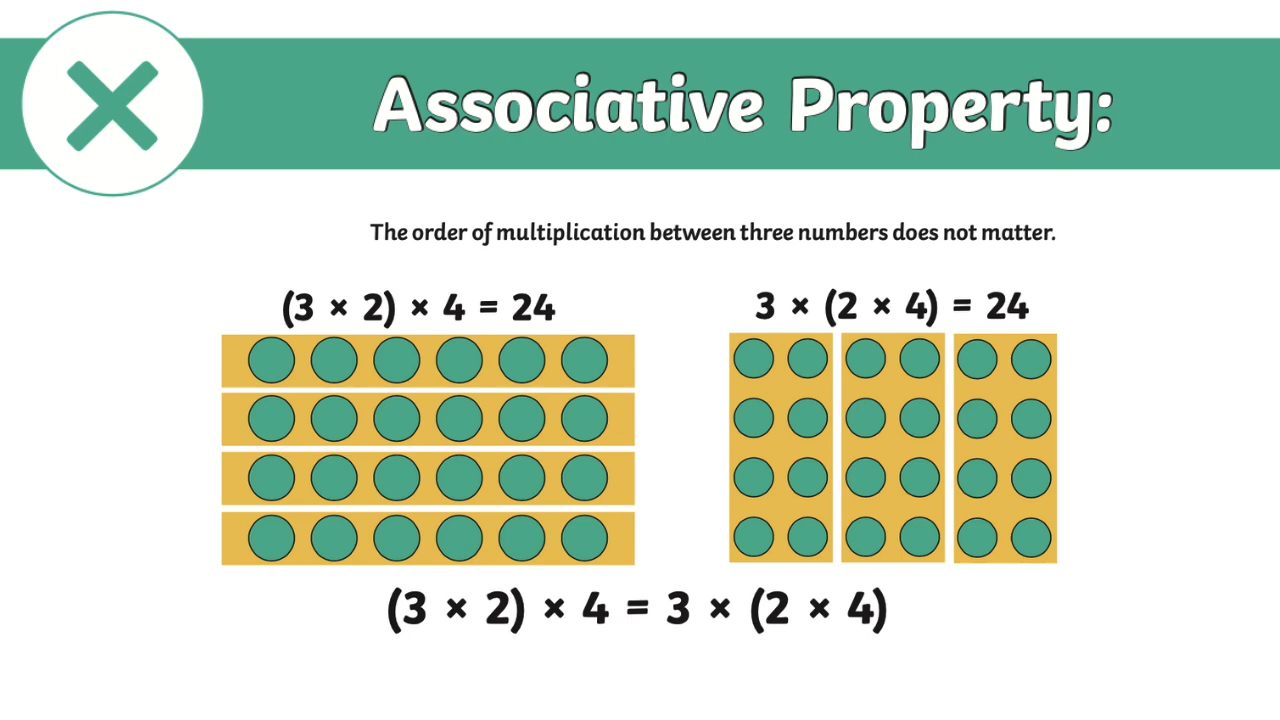 Associative Property:
The order of multiplication between three numbers does not matter.
(3 × 2) × 4 = 24
3 × (2 × 4) = 24
(3 × 2) × 4 = 3 × (2 × 4)